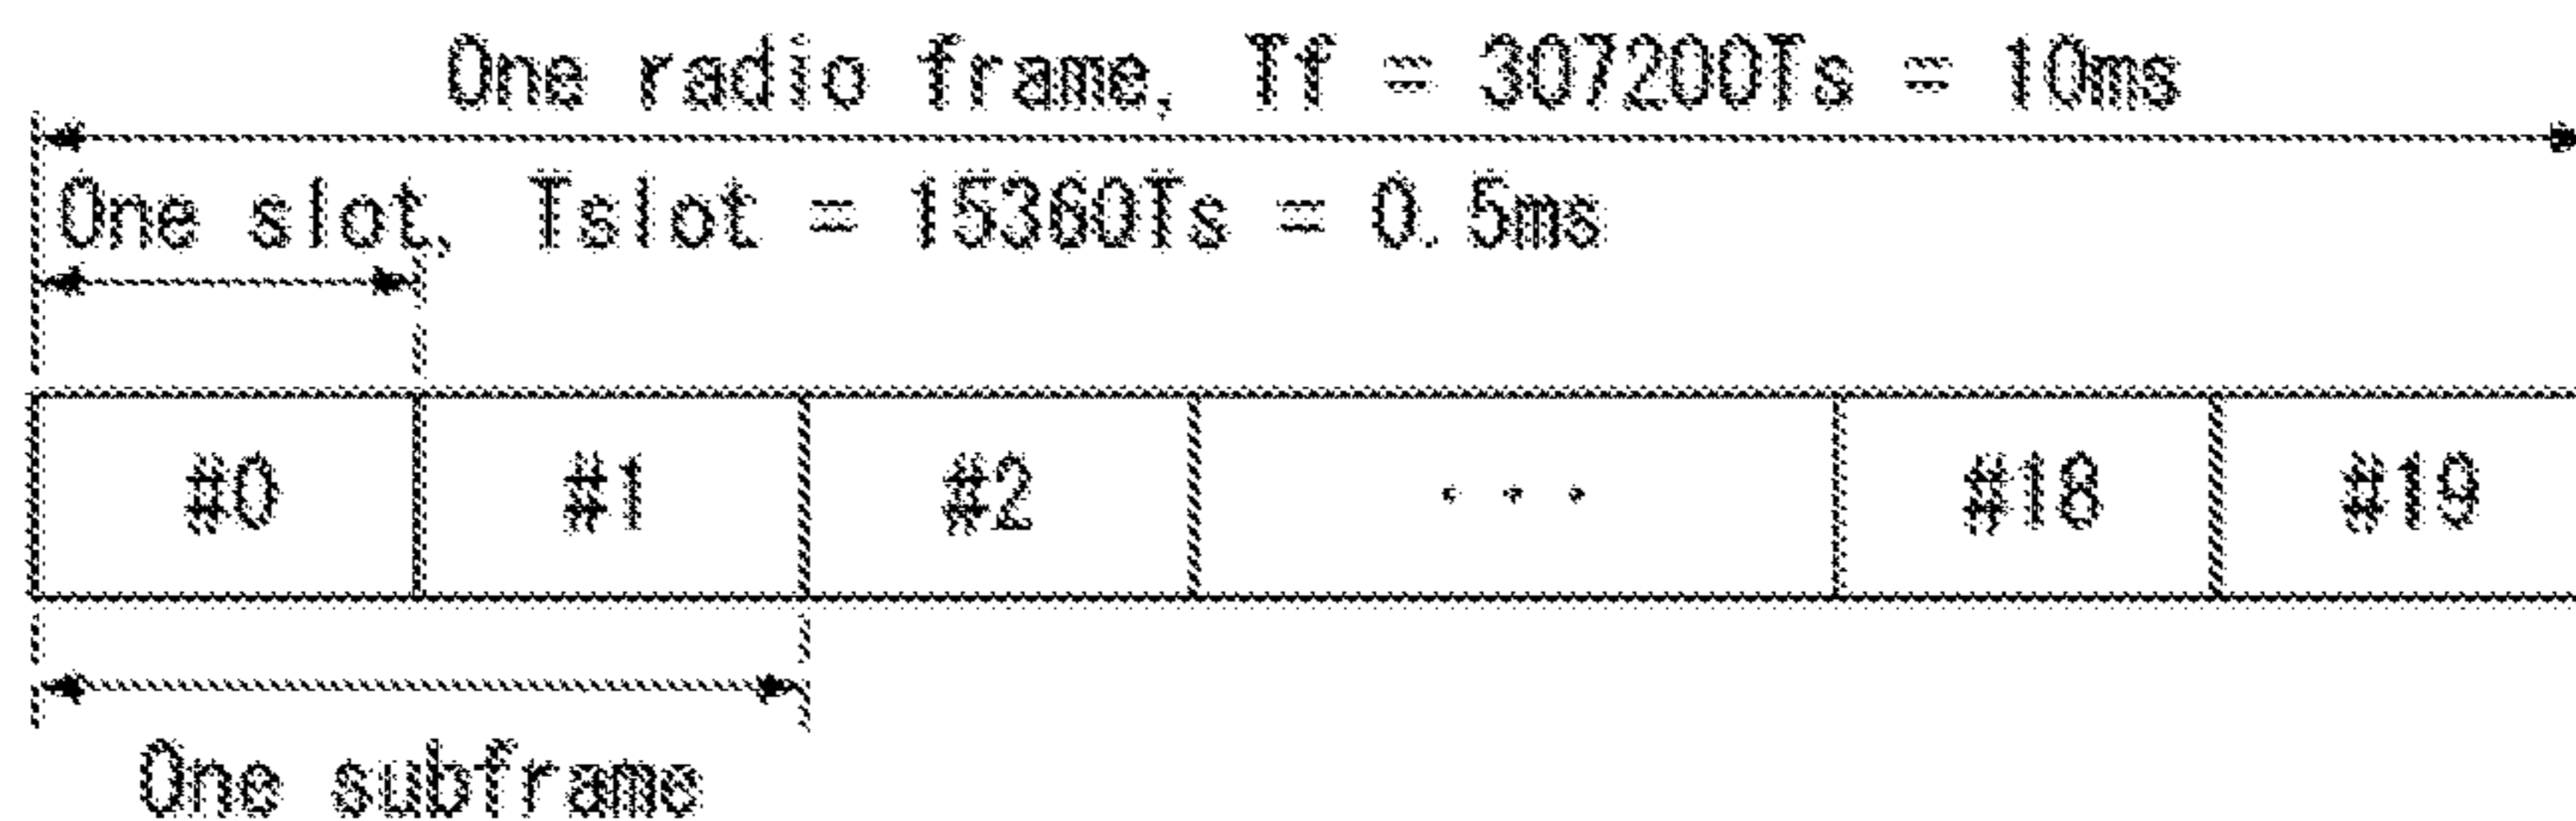 One radio frame, Tf = 307200Ts = 10ms
One slot, Tslot = 15360Ts = 0.5ms
#0 #1 #2 ... #18 #19
One subframe